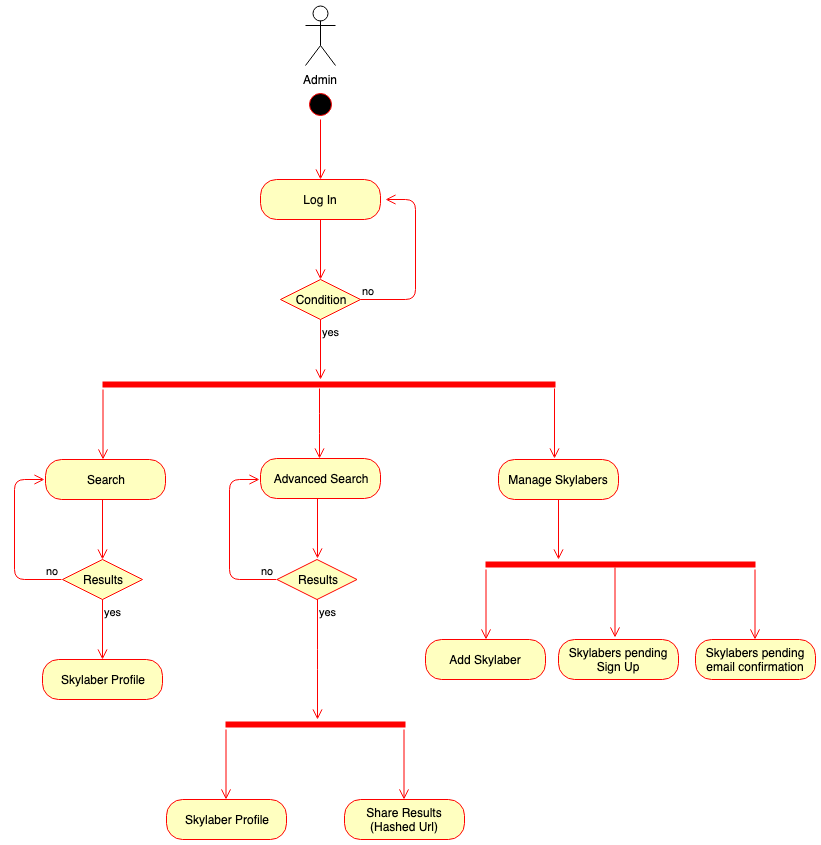 Admin
Log In
Condition
no
yes
Search
Advanced Search
Manage Skylabers
no
Results
yes
no
Results
yes
Add Skylaber
Skylabers pending
Sign Up
Skylabers pending
email confirmation
Skylaber Profile
Skylaber Profile
Share Results
(Hashed Url)